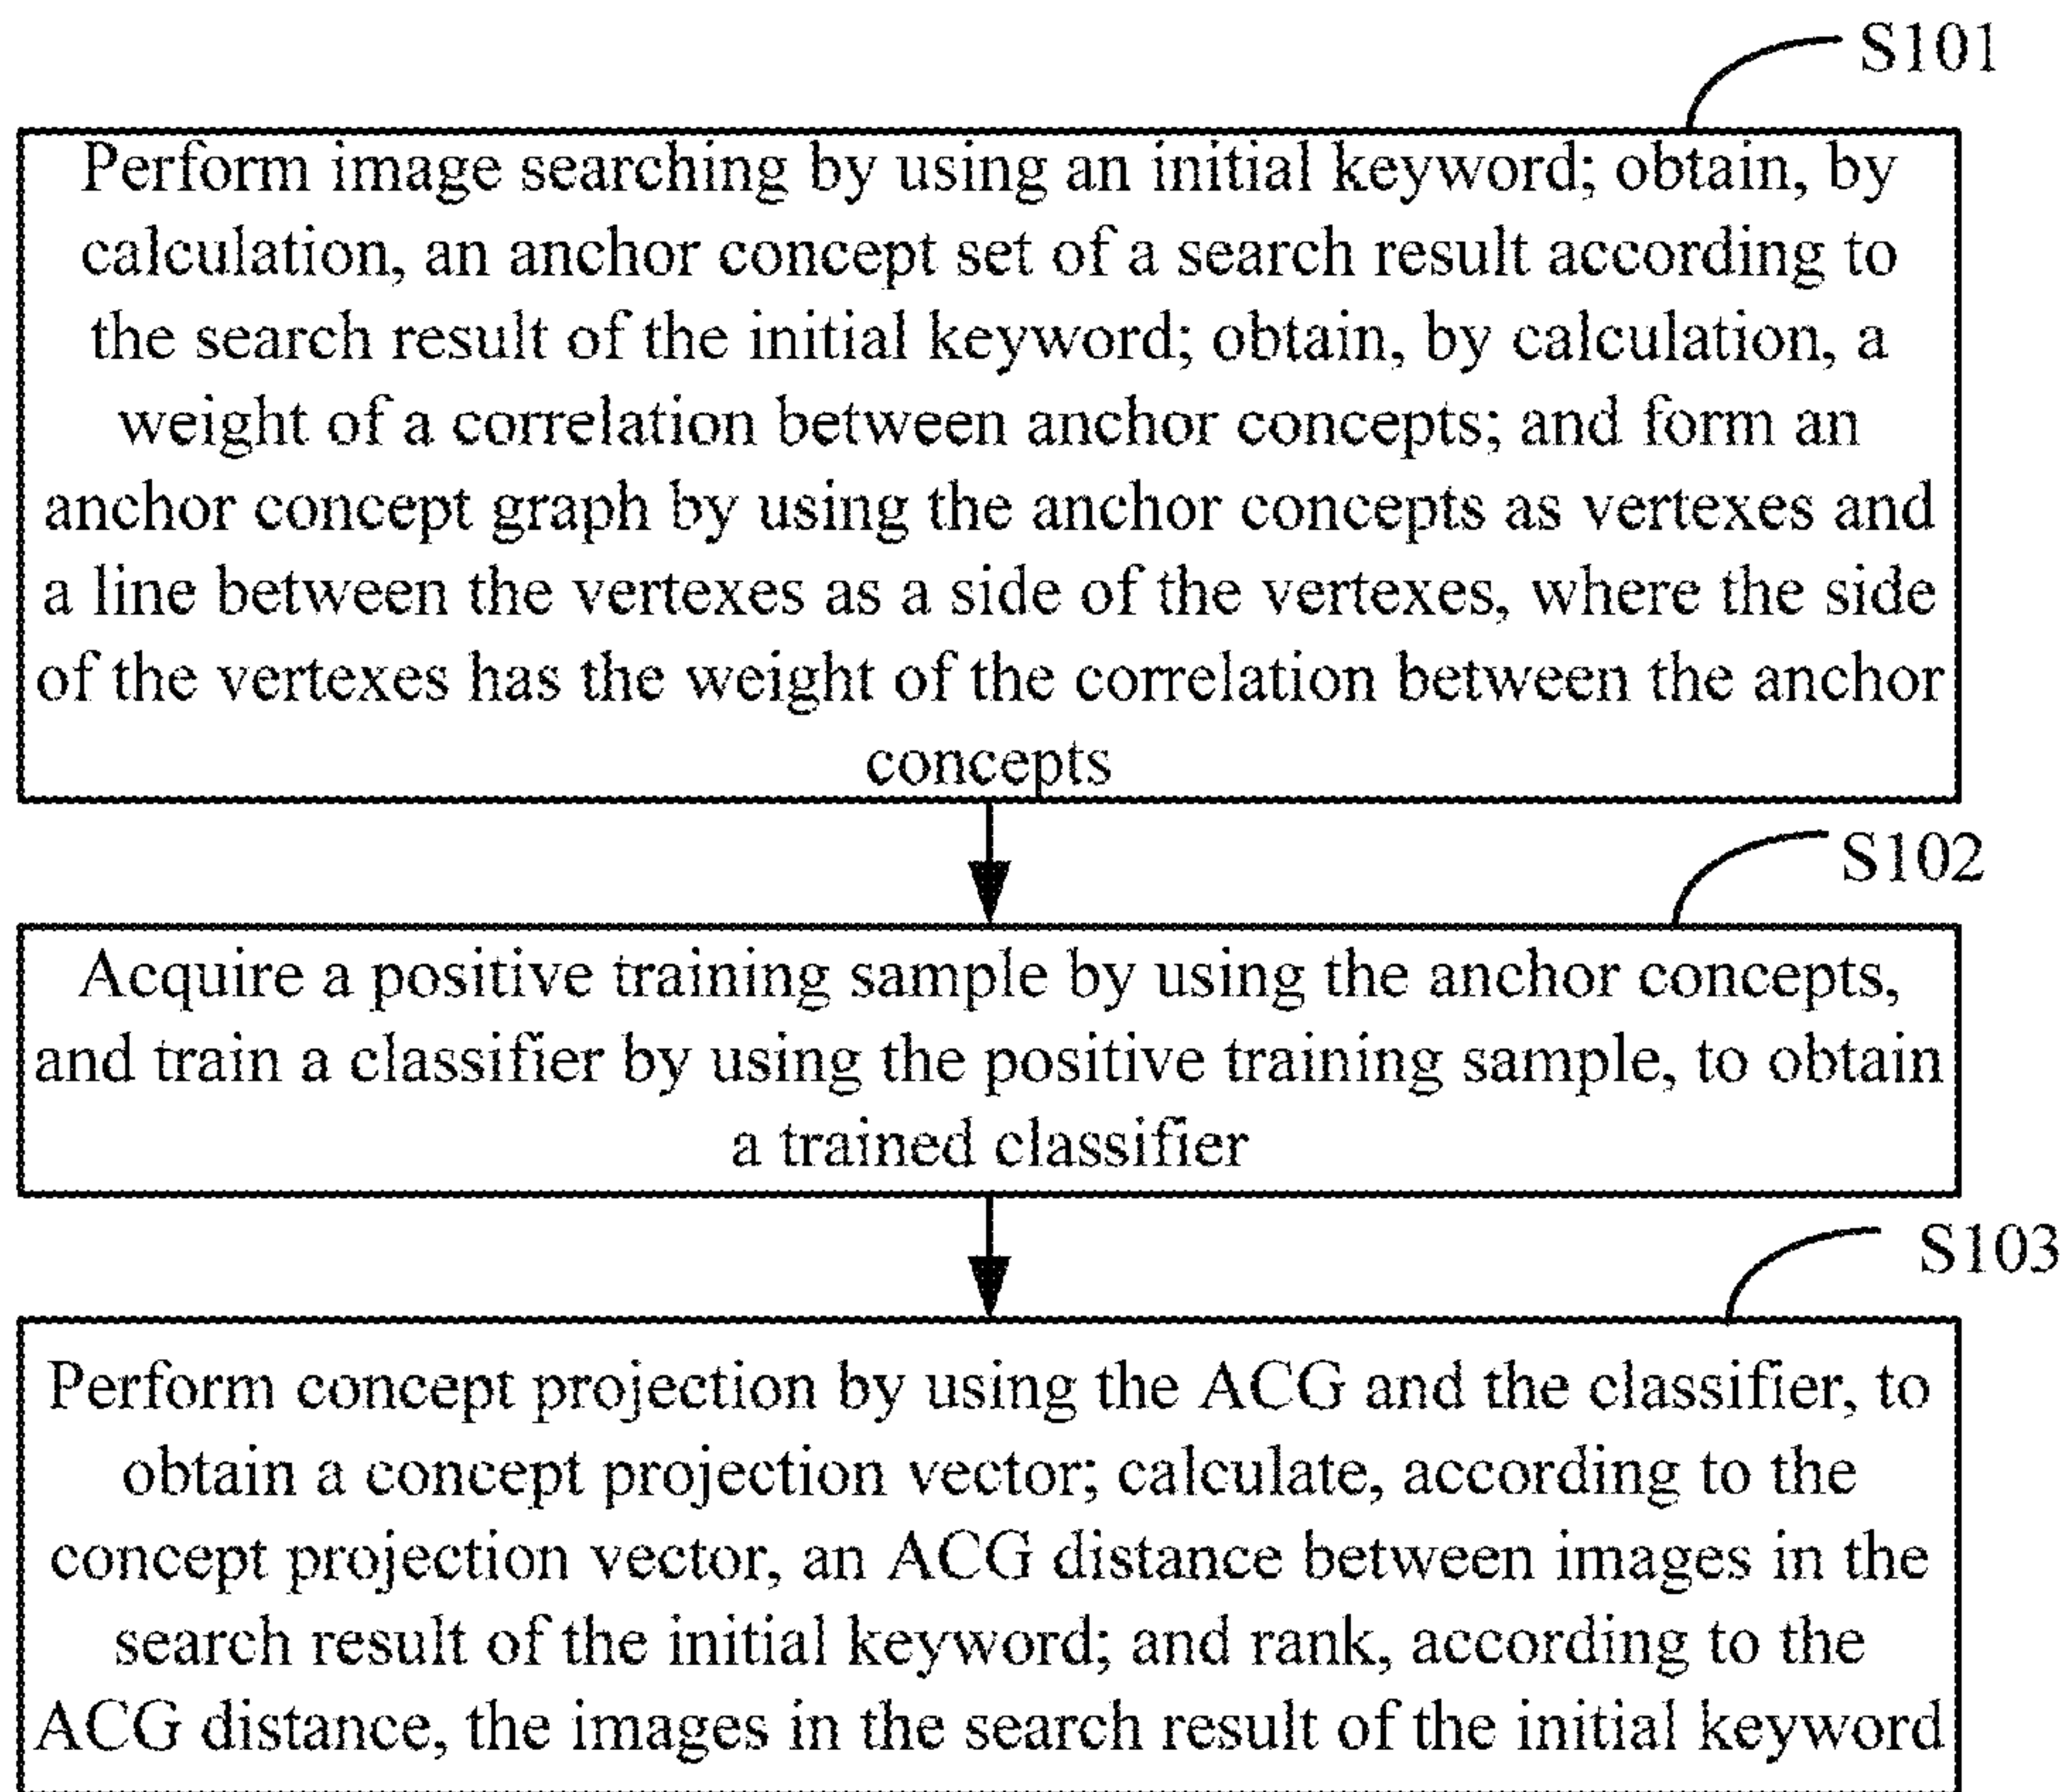 S101
Perform image searching by using an initial keyword; obtain, by
calculation, an anchor concept set of a search result according to
the search result of the initial keyword; obtain, by calculation, a
weight of a correlation between anchor concepts; and form an
anchor concept graph by using the anchor concepts as vertexes and
a line between the vertexes as a side of the vertexes, where the side
of the vertexes has the weight of the correlation between the anchor
concepts
S102
Acquire a positive training sample by using the anchor concepts,
and train a classifier by using the positive training sample, to obtain
a trained classifier
S103
Perform concept projection by using the ACG and the classifier, to
obtain a concept projection vector; calculate, according to the
concept projection vector, an ACG distance between images in the
search result of the initial keyword; and rank, according to the
ACG distance, the images in the search result of the initial keyword